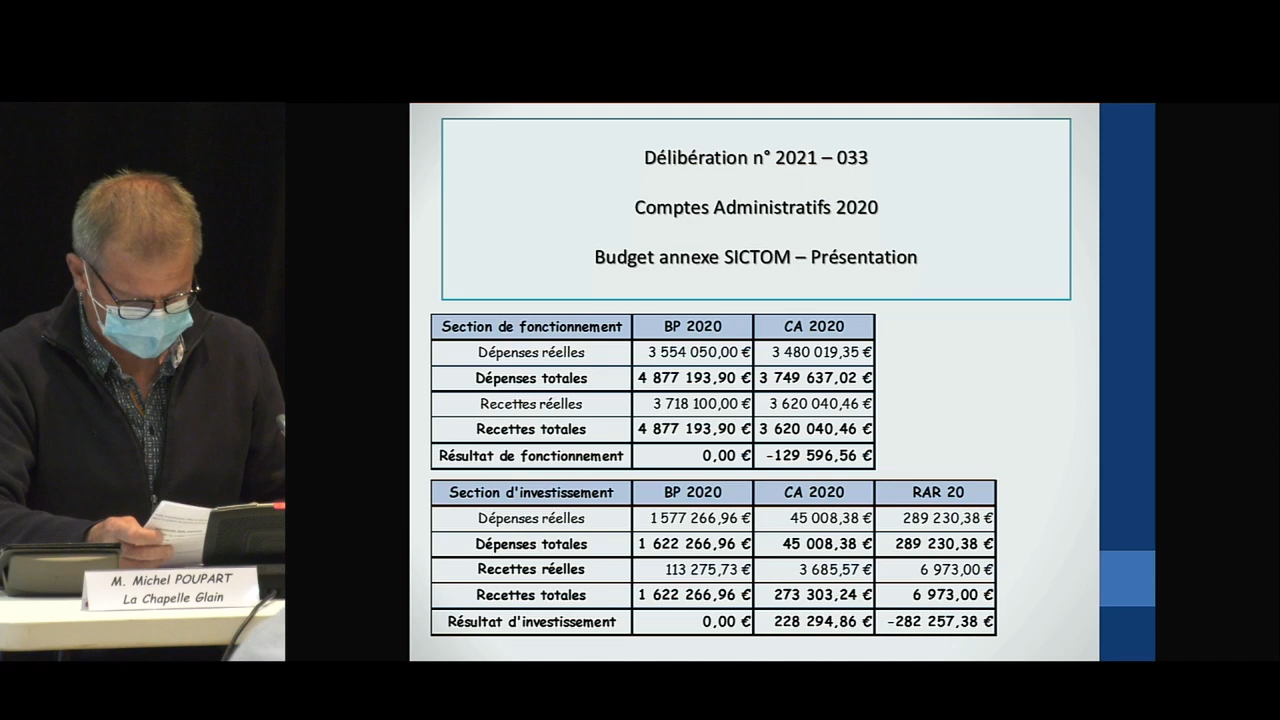 Délibération n° 2021 – 033
Comptes Administratifs 2020
Budget annexe SICTOM – Présentation
Section de fonctionnement BP 2020 CA 2020
Dépenses réelles 3 554 050,00 € 3 480 019,35 €
Dépenses totales 4 877 193,90 € 3 749 637,02 €
Recettes réelles 3 718 100,00 € 3 620 040,46 €
Recettes totales 4 877 193,90 € 3 620 040,46 €
Résultat de fonctionnement 0,00 € -129 596,56 €
Section d'investissement BP 2020 CA 2020 RAR 20
Dépenses réelles 1 577 266,96 € 45 008,38 € 289 230,38 €
Dépenses totales 1 622 266,96 € 45 008,38 € 289 230,38 €
Recettes réelles 113 275,73 € 3 685,57 € 6 973,00 €
Recettes totales 1 622 266,96 € 273 303,24 € 6 973,00 €
Résultat d'investissement 0,00 € 228 294,86 € -282 257,38 €
M. Michel POUPART
La Chapelle Glain